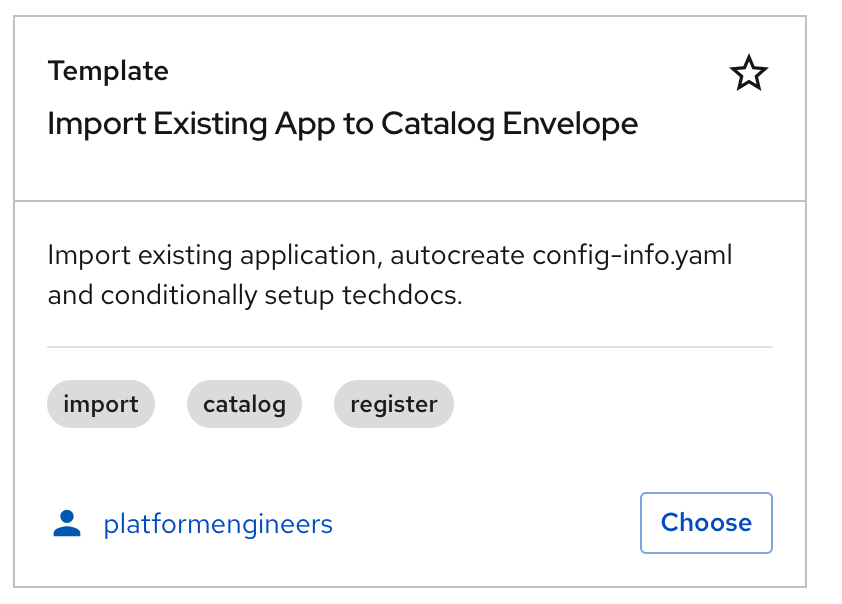 Template
Import Existing App to Catalog Envelope
Import existing application, autocreate config-info.yaml
and conditionally setup techdocs.
import catalog register
platformengineers Choose